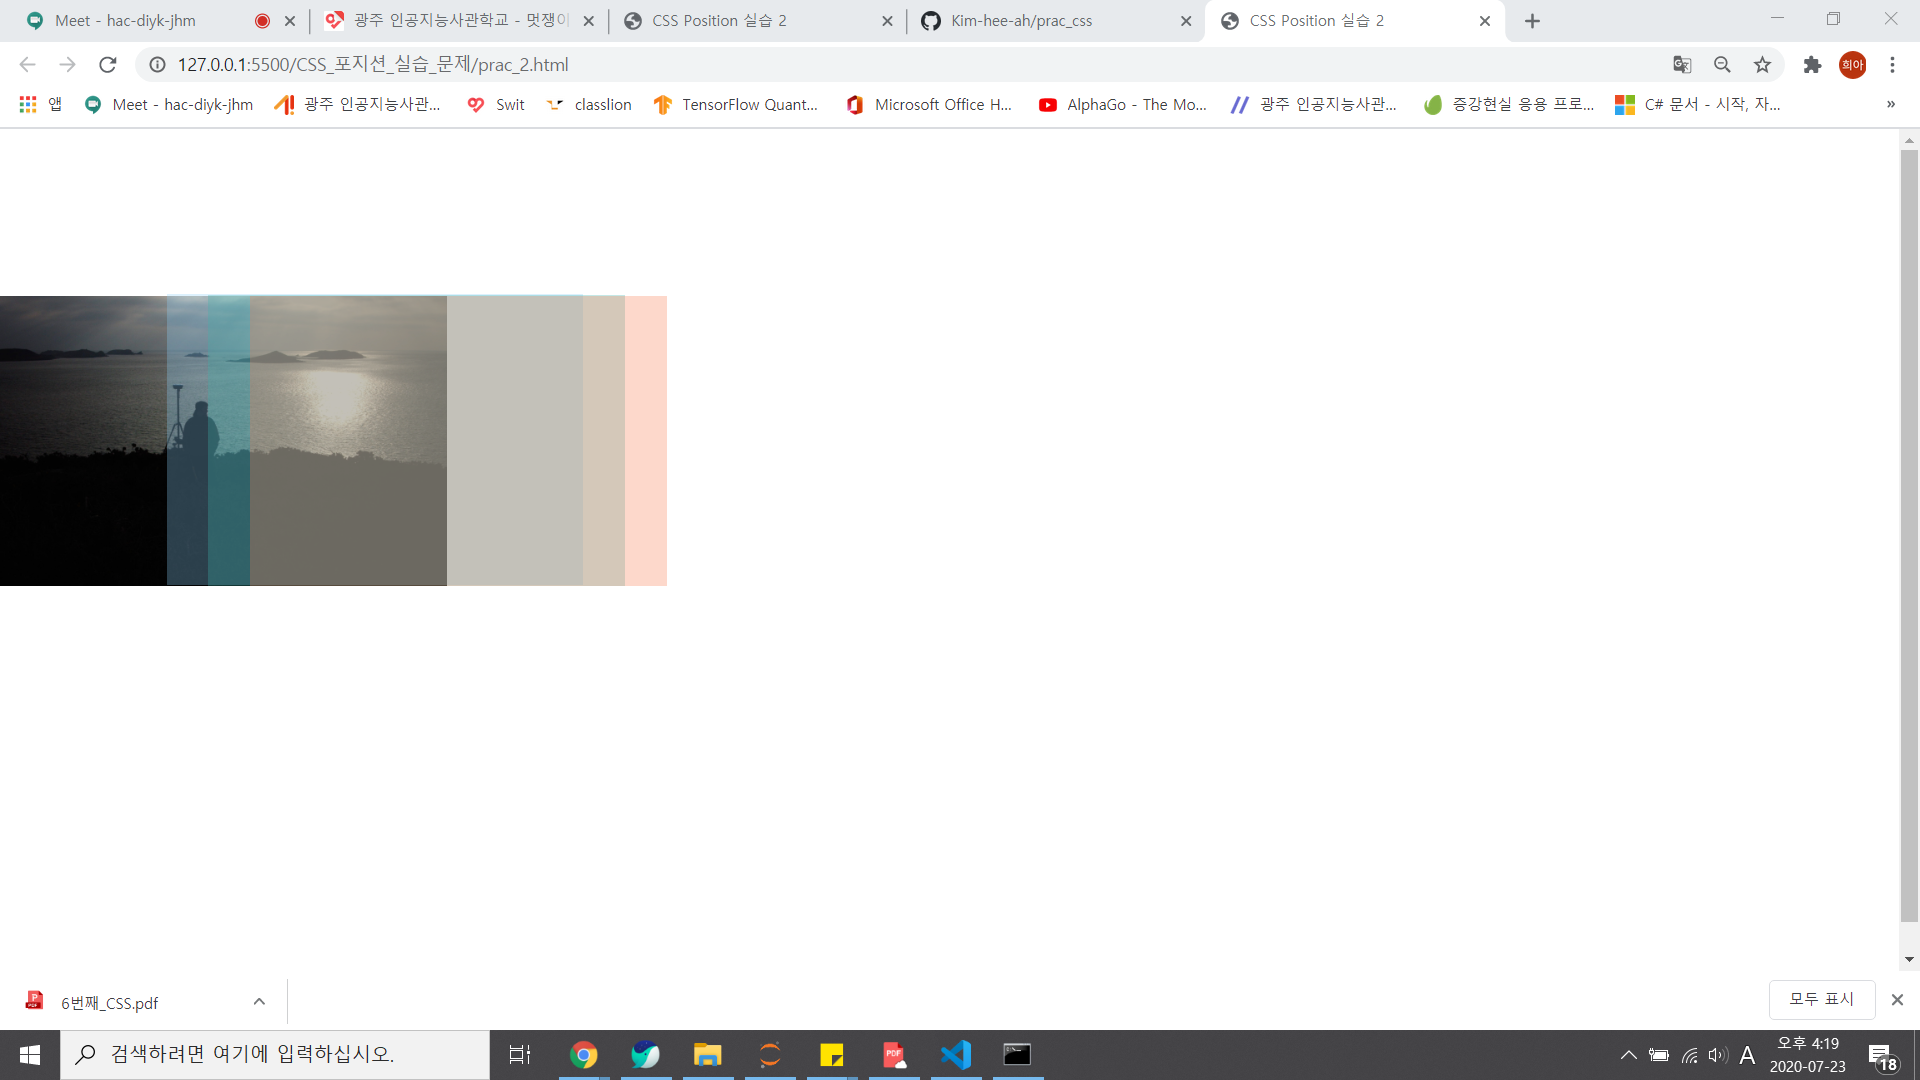 Meet - hac-diyk-jhm
광주 인공지능사관학교 - 멋쟁이
CSS Position 실습 2
Kim-hee-ah/prac_css
CSS Position 실습 2
127.0.0.1:5500/CSS_포지션_실습_문제/prac_2.html
희아
앱
Meet - hac-diyk-jhm
광주 인공지능사관...
Swit
classlion
TensorFlow Quant...
Microsoft Office H...
AlphaGo - The Mo...
광주 인공지능사관...
증강현실 응용 프로...
C# 문서 - 시작, 자...
»
6번째_CSS.pdf
모두 표시
검색하려면 여기에 입력하십시오.
A
오후 4:19
2020-07-23
18